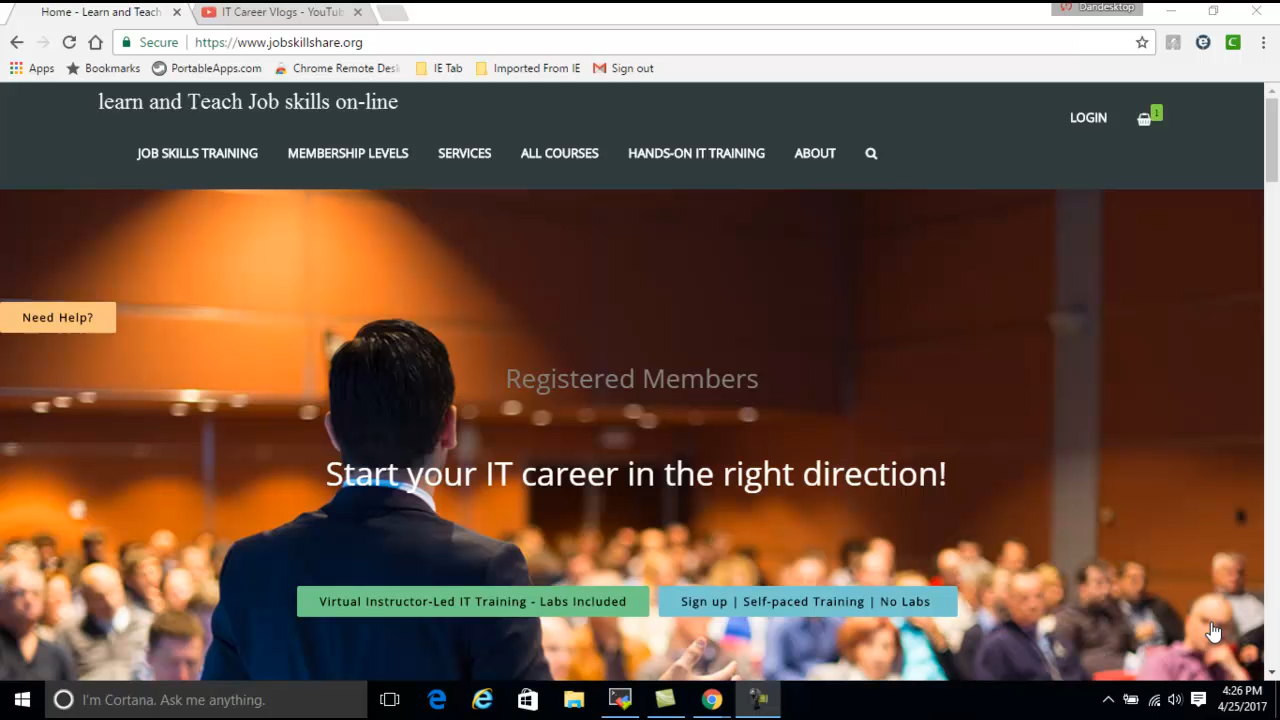 Home - Learn and Teach
IT Career Vlogs - YouTu
Dandesktop
Secure
https://www.jobskillshare.org
Apps
Bookmarks
PortableApps.com
Chrome Remote Desk
IE Tab
Imported From IE
Sign out
learn and Teach Job skills on-line
LOGIN
1
JOB SKILLS TRAINING
MEMBERSHIP LEVELS
SERVICES
ALL COURSES
HANDS-ON IT TRAINING
ABOUT
Need Help?
Registered Members
Start your IT career in the right direction!
Virtual Instructor-Led IT Training - Labs Included
Sign up | Self-paced Training | No Labs
I'm Cortana. Ask me anything.
4:26 PM
4/25/2017